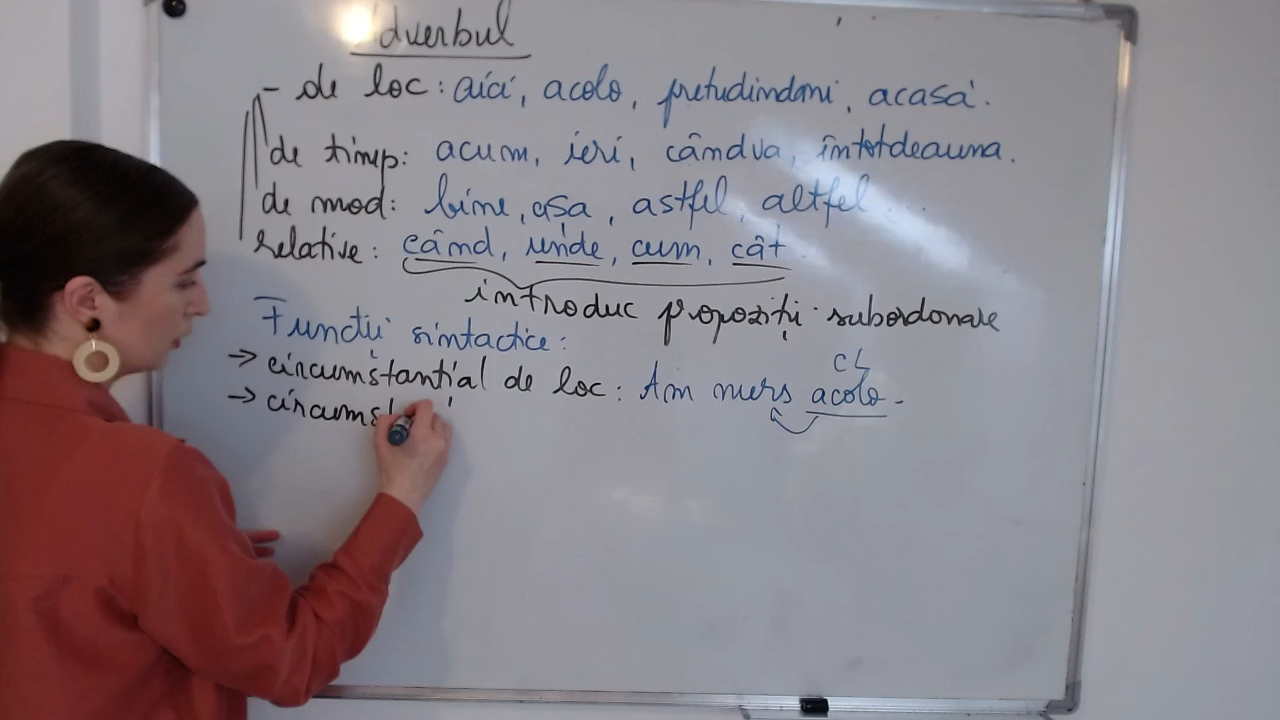 Adverbul
- de loc: aici, acolo, pretudindeni, acasă.
de timp: acum, ieri, cândva, întotdeauna.
de mod: bine, așa, astfel, altfel ...
relative: când, unde, cum, cât.
introduc propoziții subordonate
Funcții sintactice:
CL
→ circumstanțial de loc: Am mers acolo.
→ circumst